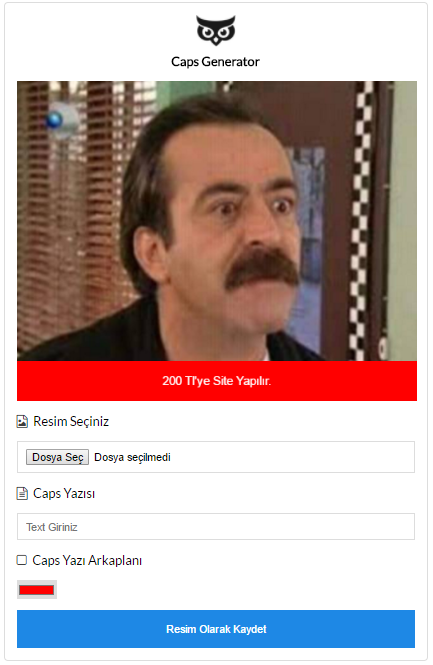 Caps Generator
200 Tl'ye Site Yapılır.
Resim Seçiniz
Dosya Seç Dosya seçilmedi
Caps Yazısı
Text Giriniz
Caps Yazı Arkaplanı
Resim Olarak Kaydet